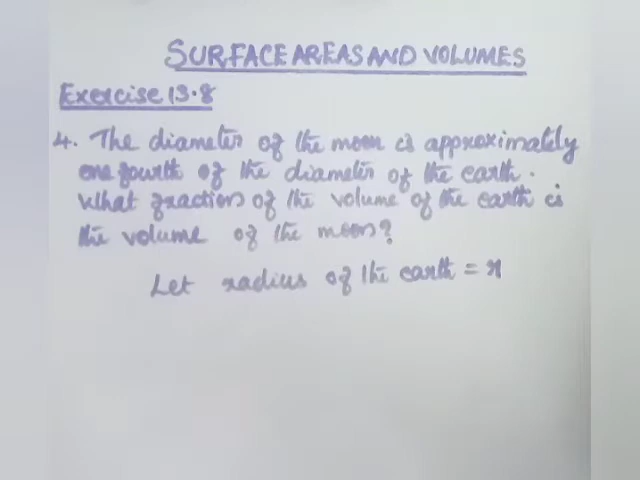 SURFACE AREAS AND VOLUMES
Exercise 13.8
4. The diameter of the moon is approximately
one fourth of the diameter of the earth.
What fraction of the volume of the earth is
the volume of the moon?
Let radius of the earth = r